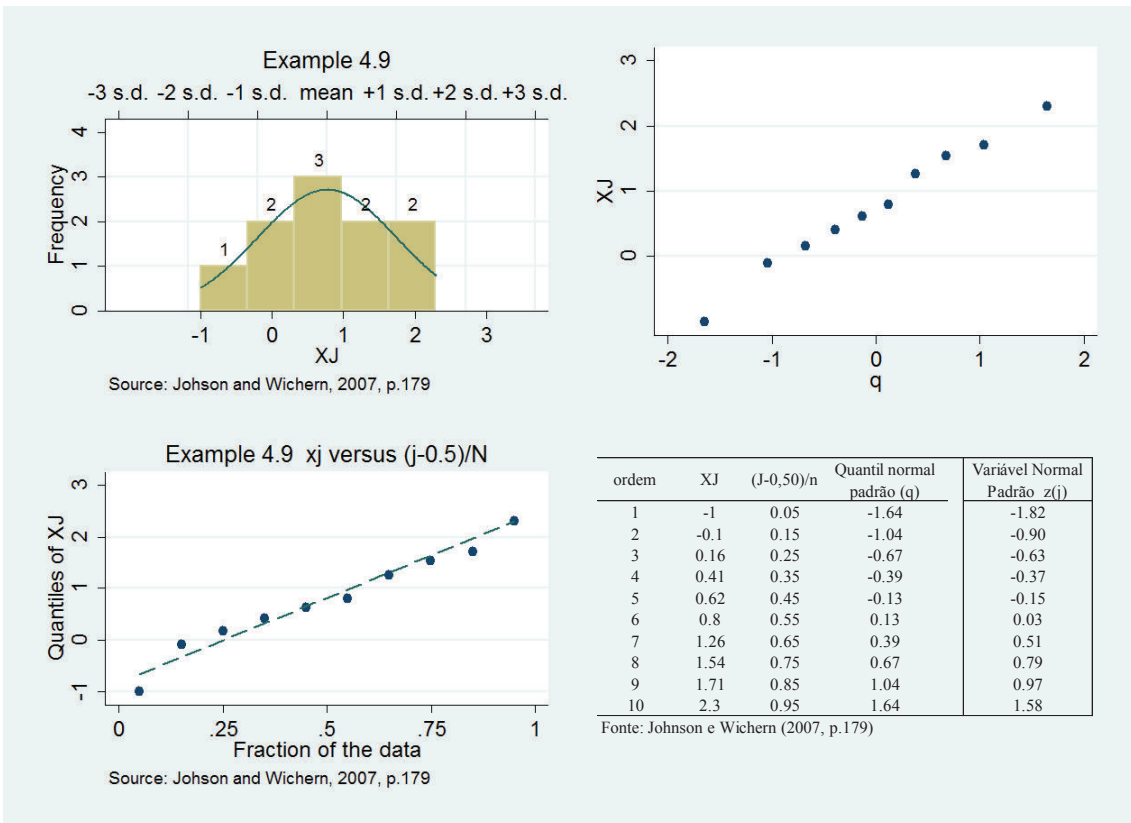 Example 4.9
-3 s.d. -2 s.d. -1 s.d. mean +1 s.d. +2 s.d. +3 s.d.
Frequency
4
3
2
1
0
1
2
3
2
2
-1 0 1 2 3
XJ
Source: Johson and Wichern, 2007, p.179
XJ
3
2
1
0
-2 -1 0 1 2
q
Example 4.9 xj versus (j-0.5)/N
Quantiles of XJ
3
2
1
0
-1
0 .25 .5 .75 1
Fraction of the data
Source: Johson and Wichern, 2007, p.179
ordem XJ (J-0,50)/n Quantil normal padrão (q) Variável Normal Padrão z(j)
1 -1 0.05 -1.64 -1.82
2 -0.1 0.15 -1.04 -0.90
3 0.16 0.25 -0.67 -0.63
4 0.41 0.35 -0.39 -0.37
5 0.62 0.45 -0.13 -0.15
6 0.8 0.55 0.13 0.03
7 1.26 0.65 0.39 0.51
8 1.54 0.75 0.67 0.79
9 1.71 0.85 1.04 0.97
10 2.3 0.95 1.64 1.58
Fonte: Johnson e Wichern (2007, p.179)